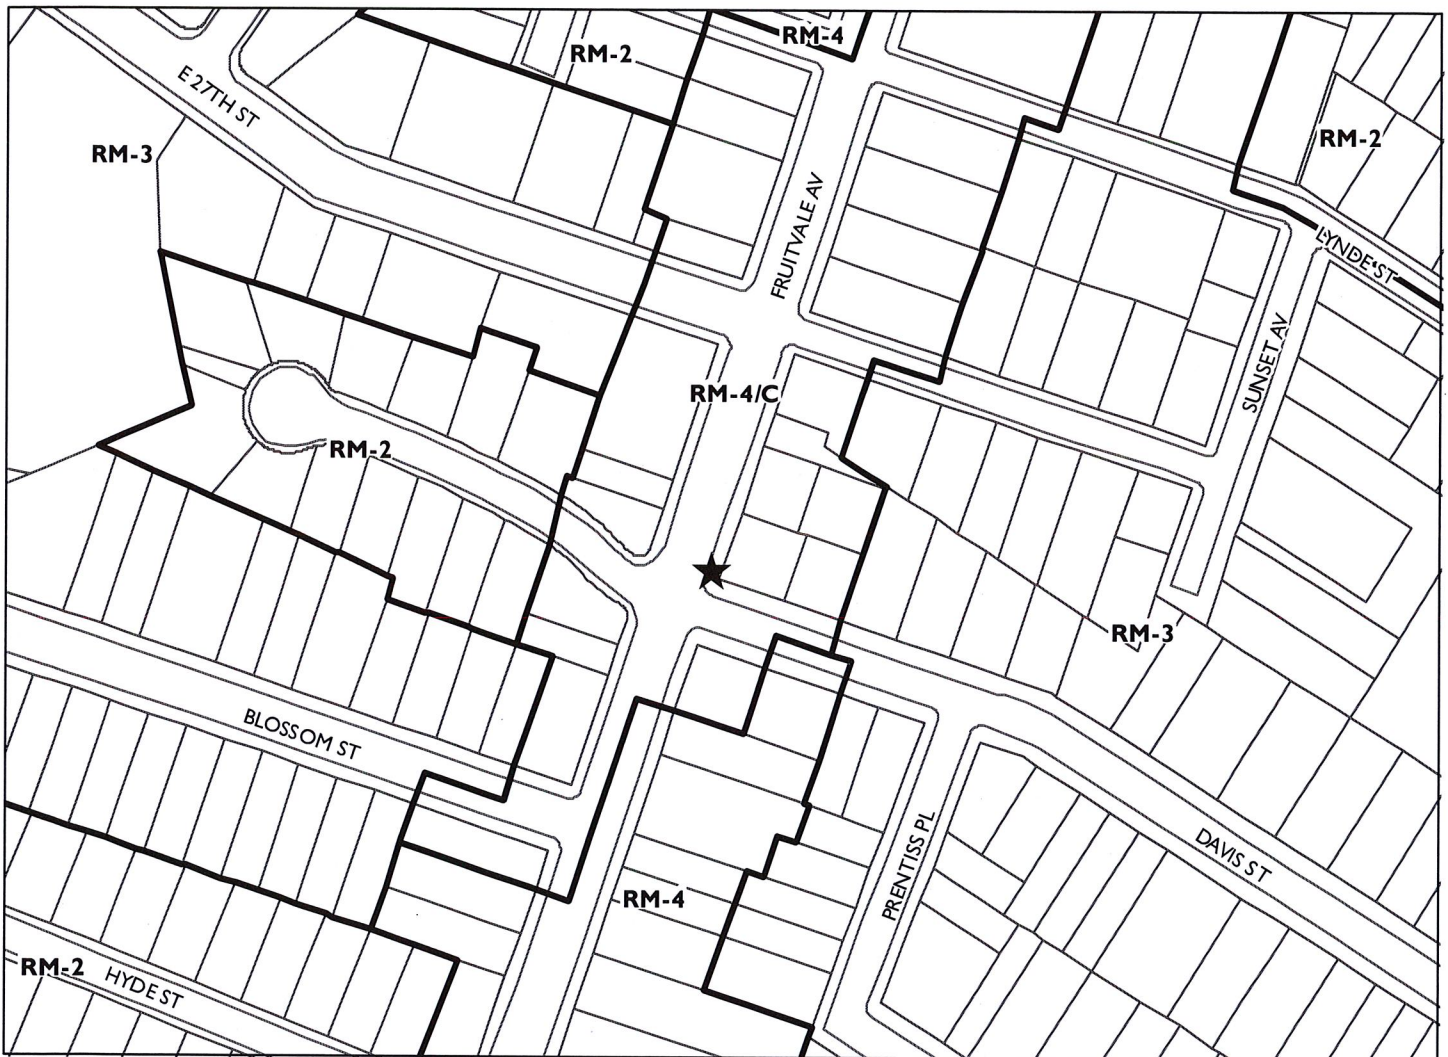 RM-4
RM-2
E 27TH ST
RM-2
RM-3
FRUITVALE AV
LYNDE ST
SUNSET AV
RM-4/C
RM-2
RM-3
BLOSSOM ST
DAVIS ST
PRENTISS PL
RM-4
RM-2
HYDE ST